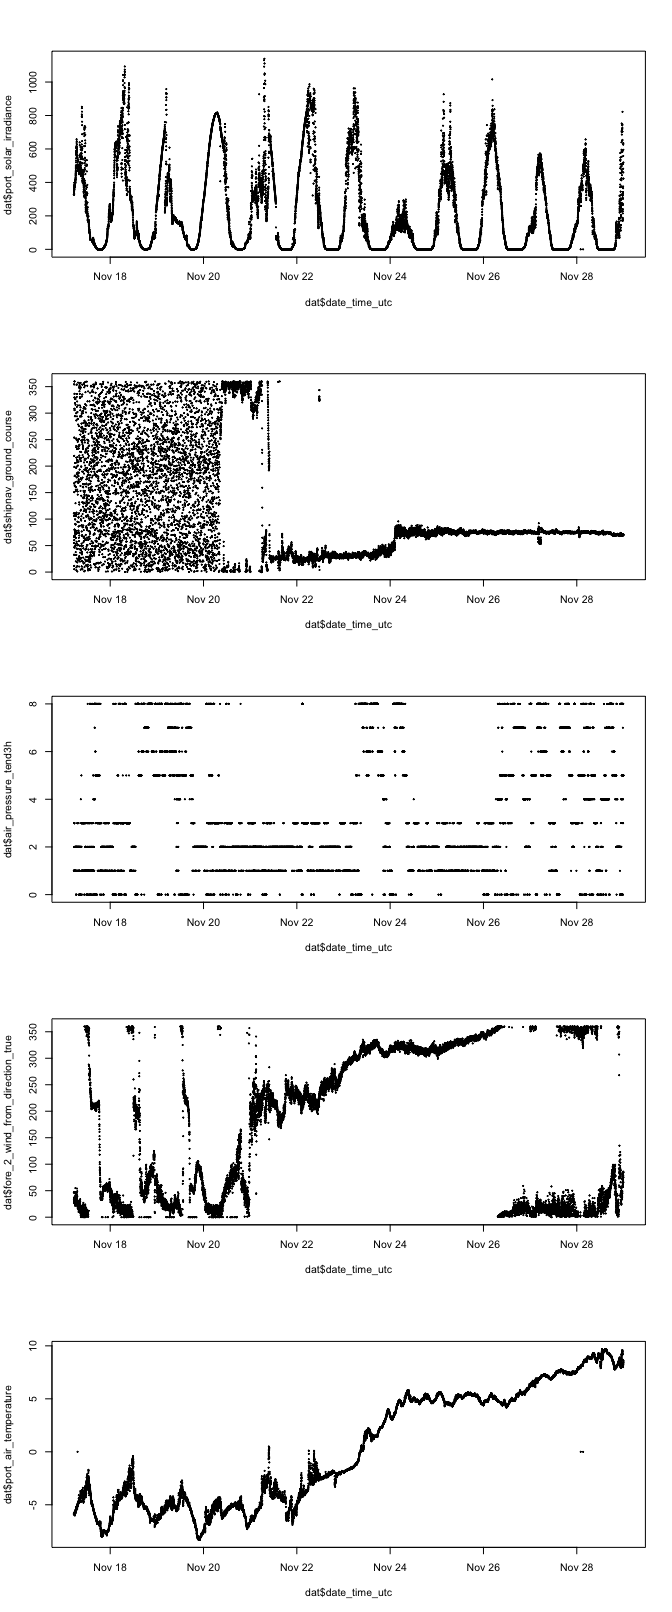 dat$port_solar_irradiance
1000
800
600
400
200
0
Nov 18 Nov 20 Nov 22 Nov 24 Nov 26 Nov 28
dat$date_time_utc
dat$shipnav_ground_course
350
300
250
200
150
100
50
0
Nov 18 Nov 20 Nov 22 Nov 24 Nov 26 Nov 28
dat$date_time_utc
dat$air_pressure_tend3h
8
6
4
2
0
Nov 18 Nov 20 Nov 22 Nov 24 Nov 26 Nov 28
dat$date_time_utc
dat$fore_2_wind_from_direction_true
350
300
250
200
150
100
50
0
Nov 18 Nov 20 Nov 22 Nov 24 Nov 26 Nov 28
dat$date_time_utc
dat$port_air_temperature
10
5
0
-5
Nov 18 Nov 20 Nov 22 Nov 24 Nov 26 Nov 28
dat$date_time_utc